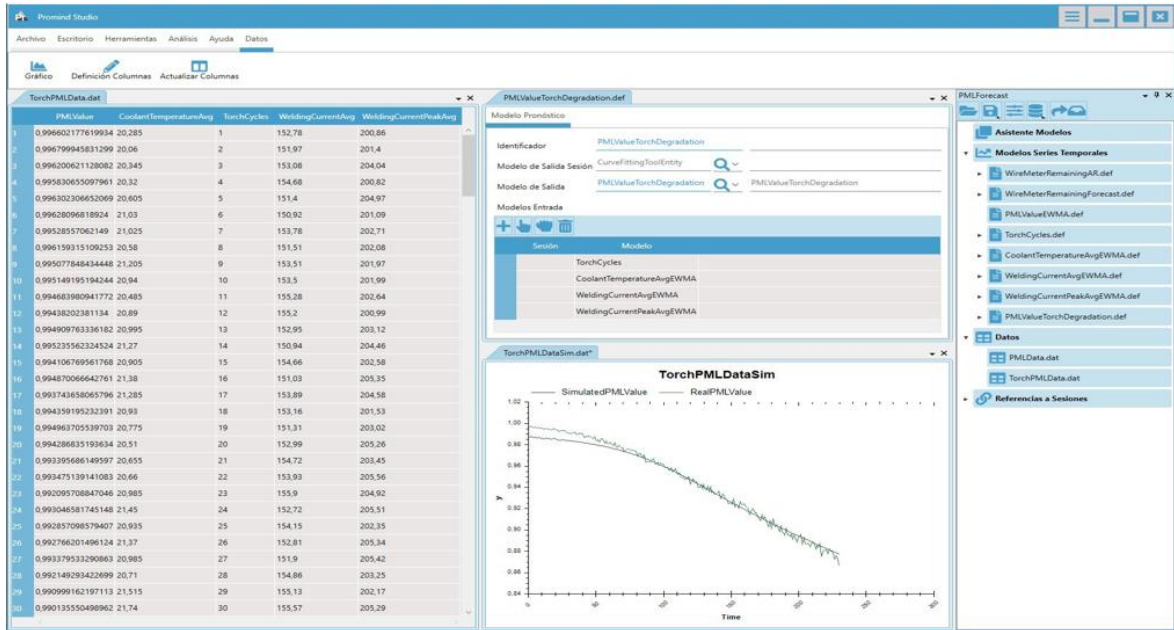 Promind Studio
Archivo Escritorio Herramientas Análisis Ayuda Datos
Gráfico Definición Columnas Actualizar Columnas
TorchPMLData.dat
PMLValue CoolantTemperatureAvg TorchCycles WeldingCurrentAvg WeldingCurrentPeakAvg
1 0,996602177619934 20,285 1 152,78 200,86
2 0,996799945831299 20,06 2 151,97 201,4
3 0,996200621128082 20,345 3 153,08 204,04
4 0,995830655097961 20,32 4 154,68 200,82
5 0,996302306652069 20,605 5 151,4 204,97
6 0,99628096818924 21,03 6 150,92 201,09
7 0,99528557062149 21,025 7 153,78 202,71
8 0,996159315109253 20,58 8 151,51 202,08
9 0,995077848434448 21,205 9 153,51 201,97
10 0,995149195194244 20,94 10 153,5 201,99
11 0,994683980941772 20,485 11 155,28 202,64
12 0,99438202381134 20,89 12 155,2 200,99
13 0,994909763336182 20,995 13 152,95 203,12
14 0,995235562324524 21,27 14 150,94 204,46
15 0,994106769561768 20,905 15 154,66 202,58
16 0,994870066642761 21,38 16 151,03 205,35
17 0,993743658065796 21,285 17 153,89 204,58
18 0,994359195232391 20,93 18 153,16 201,53
19 0,994963705539703 20,775 19 151,31 203,02
20 0,994286835193634 20,51 20 152,99 205,26
21 0,993395686149597 20,655 21 154,72 203,45
22 0,993475139141083 20,66 22 153,93 205,56
23 0,992095708847046 20,985 23 155,9 204,92
24 0,993046581745148 21,45 24 152,72 205,51
25 0,992857098579407 20,935 25 154,15 202,35
26 0,992766201496124 21,37 26 152,81 205,34
27 0,993379533290863 20,985 27 151,9 205,42
28 0,992149293422699 20,71 28 154,86 203,25
29 0,990999162197113 21,515 29 155,13 202,17
30 0,990135550498962 21,74 30 155,57 205,29
PMLValueTorchDegradation.def
Modelo Pronóstico
Identificador PMLValueTorchDegradation
Modelo de Salida Sesión CurveFittingToolEntity
Modelo de Salida PMLValueTorchDegradation PMLValueTorchDegradation
Modelos Entrada
Sesión Modelo
TorchCycles
CoolantTemperatureAvgEWMA
WeldingCurrentAvgEWMA
WeldingCurrentPeakAvgEWMA
TorchPMLDataSim.dat*
TorchPMLDataSim
SimulatedPMLValue RealPMLValue
1,02
1,00
0,98
0,96
0,94
0,92
0,90
0,88
0,86
0,84
y
0 50 100 150 200 250 300
Time
PMLForecast
Asistente Modelos
Modelos Series Temporales
WireMeterRemainingAR.def
WireMeterRemainingForecast.def
PMLValueEWMA.def
TorchCycles.def
CoolantTemperatureAvgEWMA.def
WeldingCurrentAvgEWMA.def
WeldingCurrentPeakAvgEWMA.def
PMLValueTorchDegradation.def
Datos
PMLData.dat
TorchPMLData.dat
Referencias a Sesiones